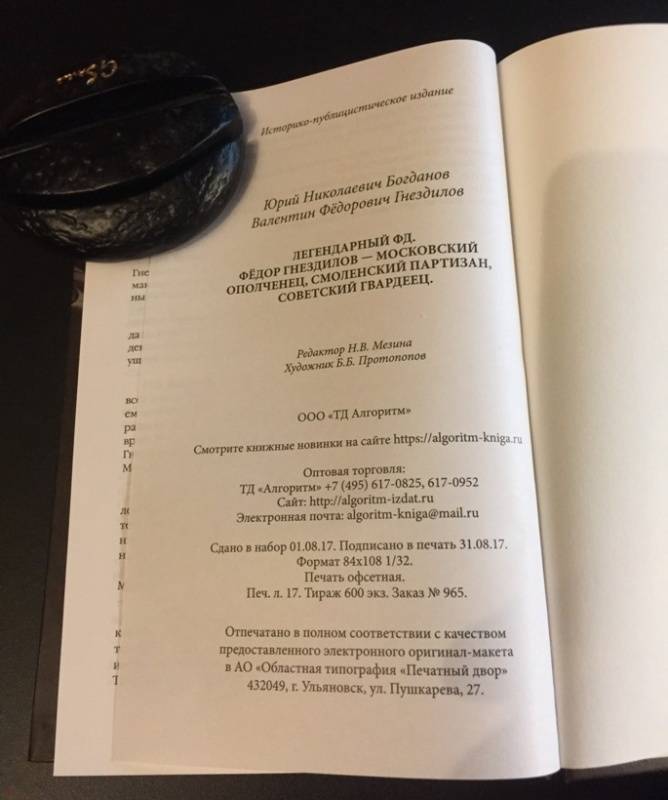 Историко-публицистическое издание
Юрий Николаевич Богданов
Валентин Фёдорович Гнездилов
ЛЕГЕНДАРНЫЙ ФД.
ФЁДОР ГНЕЗДИЛОВ — МОСКОВСКИЙ
ОПОЛЧЕНЕЦ, СМОЛЕНСКИЙ ПАРТИЗАН,
СОВЕТСКИЙ ГВАРДЕЕЦ.
Редактор Н.В. Мезина
Художник Б.Б. Протопопов
ООО «ТД Алгоритм»
Смотрите книжные новинки на сайте https://algoritm-kniga.ru
Оптовая торговля:
ТД «Алгоритм» +7 (495) 617-0825, 617-0952
Сайт: http://algoritm-izdat.ru
Электронная почта: algoritm-kniga@mail.ru
Сдано в набор 01.08.17. Подписано в печать 31.08.17.
Формат 84x108 1/32.
Печать офсетная.
Печ. л. 17. Тираж 600 экз. Заказ № 965.
Отпечатано в полном соответствии с качеством
предоставленного электронного оригинал-макета
в АО «Областная типография «Печатный двор»
432049, г. Ульяновск, ул. Пушкарева, 27.